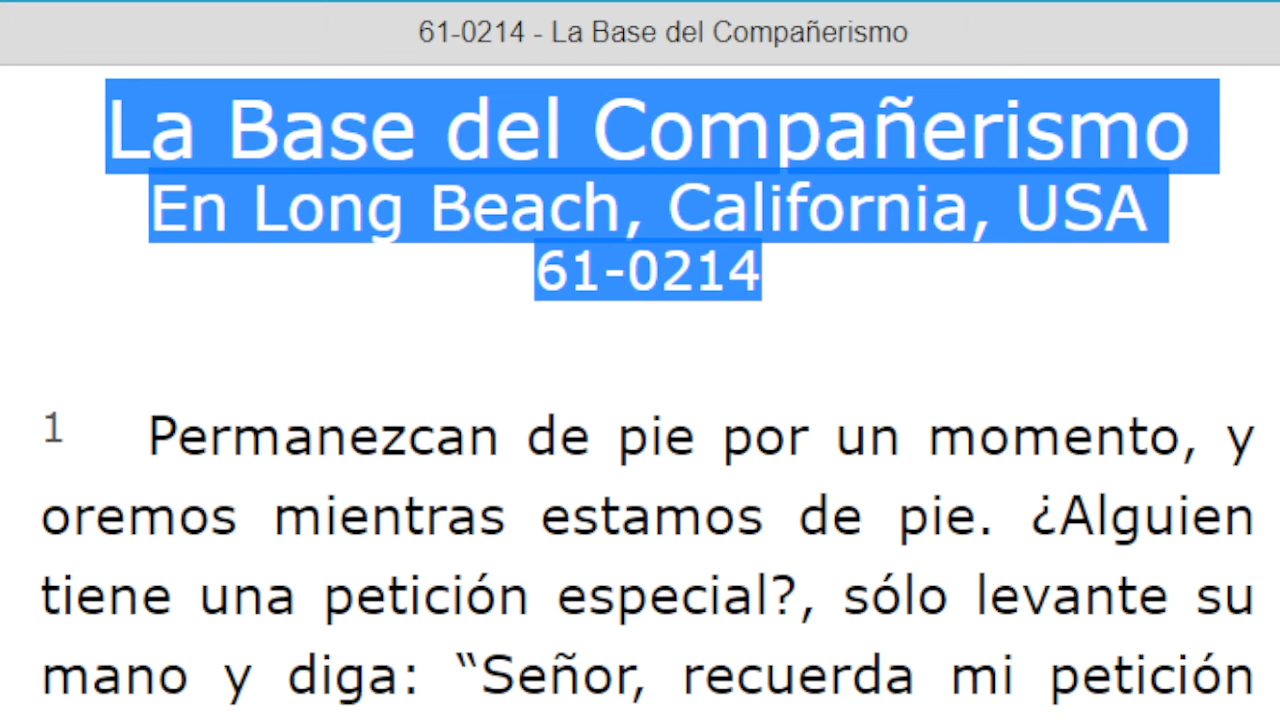 61-0214 - La Base del Compañerismo
La Base del Compañerismo
En Long Beach, California, USA
61-0214
1 Permanezcan de pie por un momento, y
oremos mientras estamos de pie. ¿Alguien
tiene una petición especial?, sólo levante su
mano y diga: “Señor, recuerda mi petición